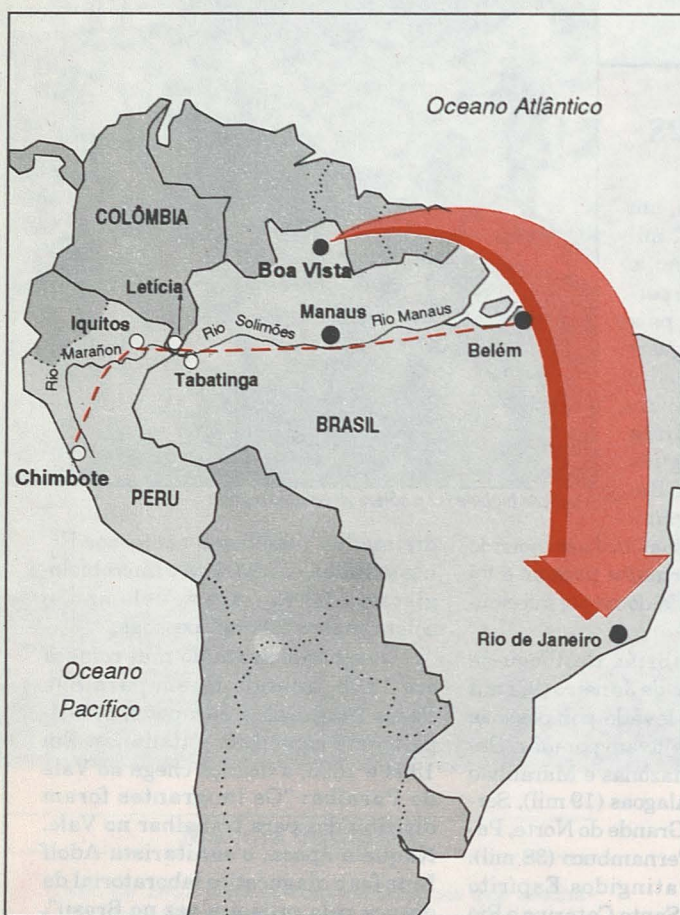 Oceano Atlântico
COLÔMBIA
Boa Vista
Letícia
Manaus
Rio Manaus
Iquitos
Rio Solimões
Rio Marañon
Belém
Tabatinga
BRASIL
Chimbote
PERU
Rio de Janeiro
Oceano
Pacífico